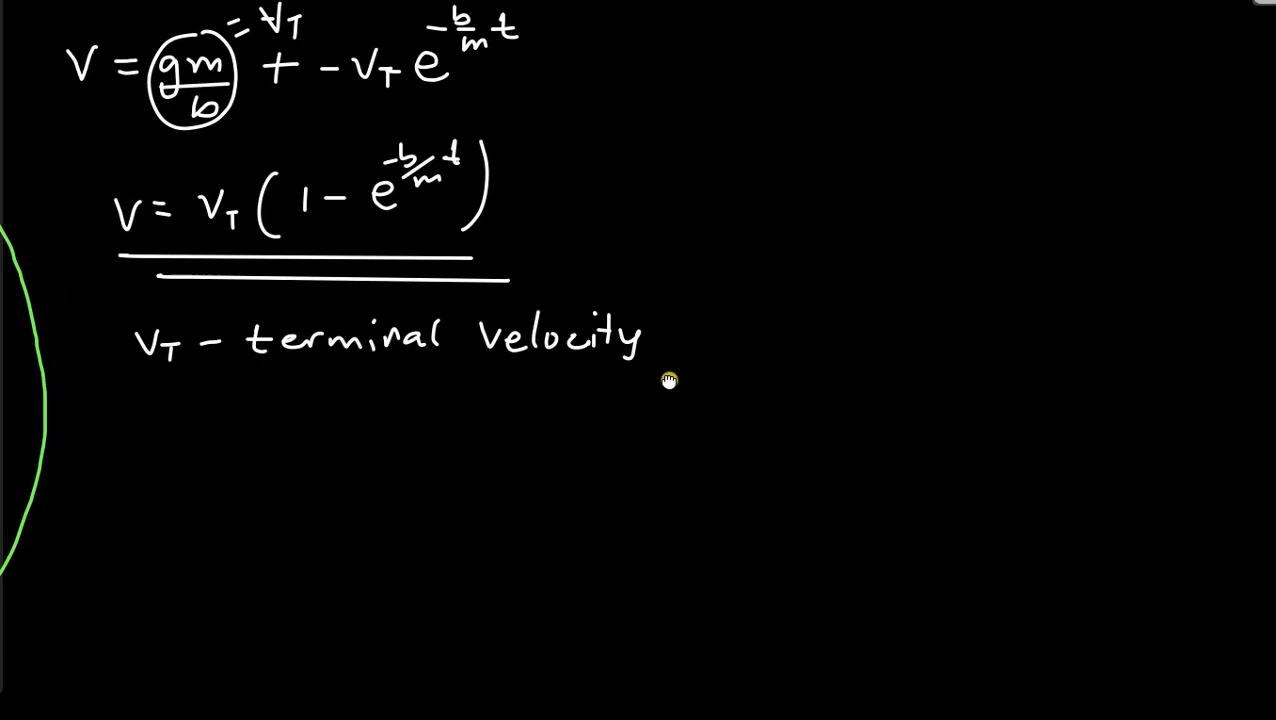 V = gm/b = V_T + - V_T e^(-b/m t)
V = V_T ( 1 - e^(-b/m t) )
V_T - terminal velocity